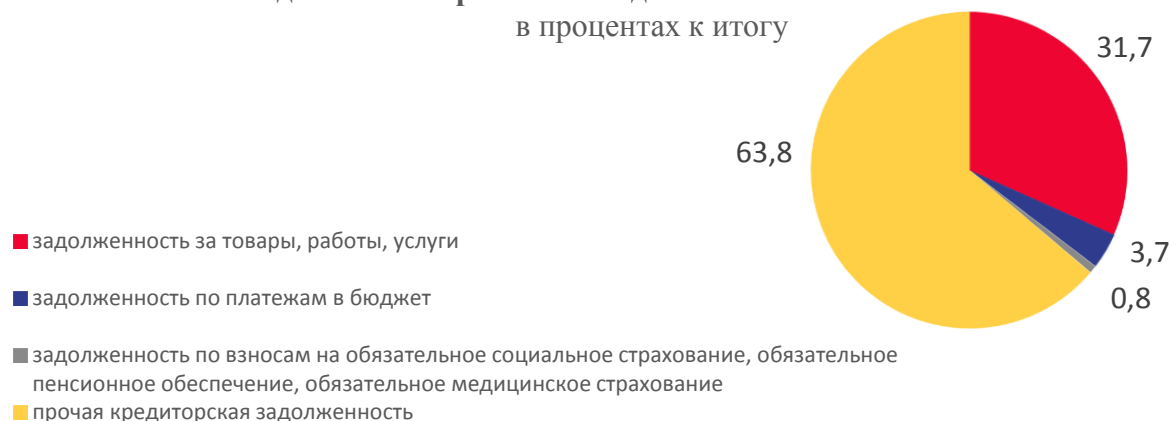 в процентах к итогу
31,7
63,8
3,7
0,8
задолженность за товары, работы, услуги
задолженность по платежам в бюджет
задолженность по взносам на обязательное социальное страхование, обязательное
пенсионное обеспечение, обязательное медицинское страхование
прочая кредиторская задолженность